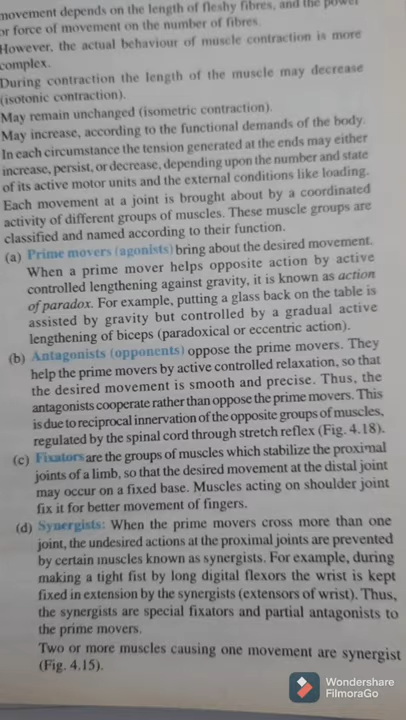 movement depends on the length of fleshy fibres, and the power
or force of movement on the number of fibres.
However, the actual behaviour of muscle contraction is more
complex.
During contraction the length of the muscle may decrease
(isotonic contraction).
May remain unchanged (isometric contraction).
May increase, according to the functional demands of the body.
In each circumstance the tension generated at the ends may either
increase, persist, or decrease, depending upon the number and state
of its active motor units and the external conditions like loading.
Each movement at a joint is brought about by a coordinated
activity of different groups of muscles. These muscle groups are
classified and named according to their function.
(a) Prime movers (agonists) bring about the desired movement.
When a prime mover helps opposite action by active
controlled lengthening against gravity, it is known as action
of paradox. For example, putting a glass back on the table is
assisted by gravity but controlled by a gradual active
lengthening of biceps (paradoxical or eccentric action).
(b) Antagonists (opponents) oppose the prime movers. They
help the prime movers by active controlled relaxation, so that
the desired movement is smooth and precise. Thus, the
antagonists cooperate rather than oppose the prime movers. This
is due to reciprocal innervation of the opposite groups of muscles,
regulated by the spinal cord through stretch reflex (Fig. 4.18).
(c) Fixators are the groups of muscles which stabilize the proximal
joints of a limb, so that the desired movement at the distal joint
may occur on a fixed base. Muscles acting on shoulder joint
fix it for better movement of fingers.
(d) Synergists: When the prime movers cross more than one
joint, the undesired actions at the proximal joints are prevented
by certain muscles known as synergists. For example, during
making a tight fist by long digital flexors the wrist is kept
fixed in extension by the synergists (extensors of wrist). Thus,
the synergists are special fixators and partial antagonists to
the prime movers.
Two or more muscles causing one movement are synergist
(Fig. 4.15).
Wondershare
FilmoraGo